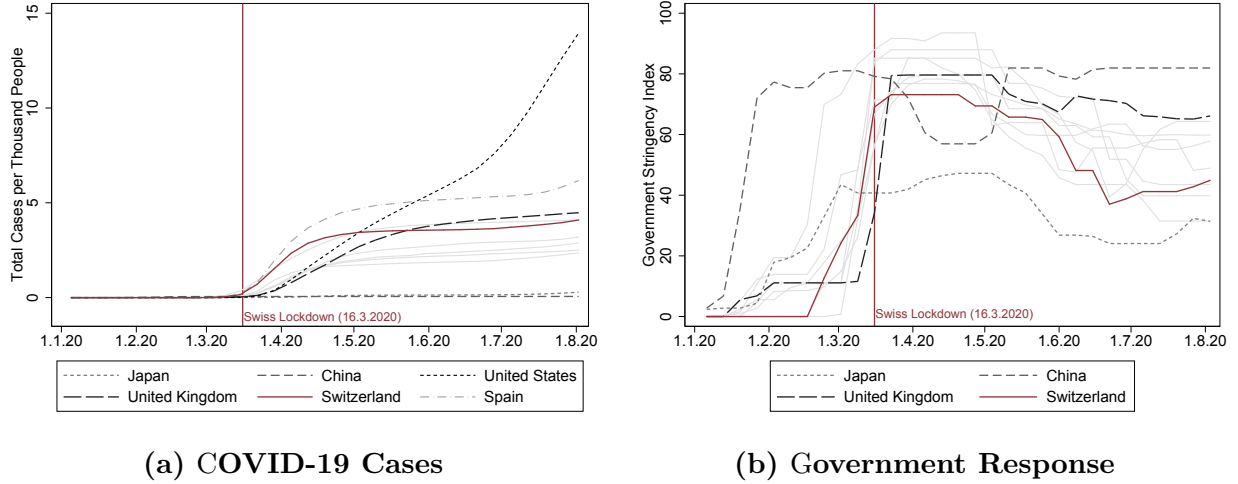 Total Cases per Thousand People
15
10
5
0
Swiss Lockdown (16.3.2020)
1.1.20 1.2.20 1.3.20 1.4.20 1.5.20 1.6.20 1.7.20 1.8.20
Japan China United States
United Kingdom Switzerland Spain
(a) COVID-19 Cases
Government Stringency Index
100
80
60
40
20
0
Swiss Lockdown (16.3.2020)
1.1.20 1.2.20 1.3.20 1.4.20 1.5.20 1.6.20 1.7.20 1.8.20
Japan China
United Kingdom Switzerland
(b) Government Response